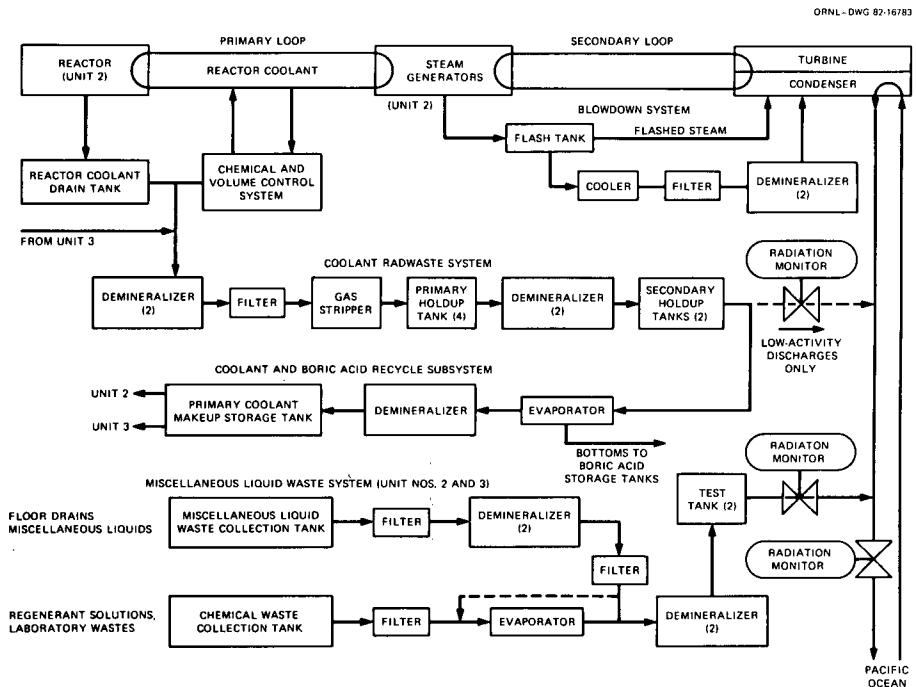 ORNL-DWG 82-16783
PRIMARY LOOP
SECONDARY LOOP
REACTOR
(UNIT 2)
REACTOR COOLANT
STEAM
GENERATORS
(UNIT 2)
TURBINE
CONDENSER
BLOWDOWN SYSTEM
FLASH TANK
FLASHED STEAM
REACTOR COOLANT
DRAIN TANK
CHEMICAL AND
VOLUME CONTROL
SYSTEM
COOLER
FILTER
DEMINERALIZER
(2)
FROM UNIT 3
COOLANT RADWASTE SYSTEM
RADIATION
MONITOR
DEMINERALIZER
(2)
FILTER
GAS
STRIPPER
PRIMARY
HOLDUP
TANK (4)
DEMINERALIZER
(2)
SECONDARY
HOLDUP
TANKS (2)
LOW-ACTIVITY
DISCHARGES
ONLY
COOLANT AND BORIC ACID RECYCLE SUBSYSTEM
UNIT 2
UNIT 3
PRIMARY COOLANT
MAKEUP STORAGE TANK
DEMINERALIZER
EVAPORATOR
BOTTOMS TO
BORIC ACID
STORAGE TANKS
RADIATON
MONITOR
MISCELLANEOUS LIQUID WASTE SYSTEM (UNIT NOS. 2 AND 3)
TEST
TANK (2)
FLOOR DRAINS
MISCELLANEOUS LIQUIDS
MISCELLANEOUS LIQUID
WASTE COLLECTION TANK
FILTER
DEMINERALIZER
(2)
FILTER
RADIATION
MONITOR
REGENERANT SOLUTIONS,
LABORATORY WASTES
CHEMICAL WASTE
COLLECTION TANK
FILTER
EVAPORATOR
DEMINERALIZER
(2)
PACIFIC
OCEAN